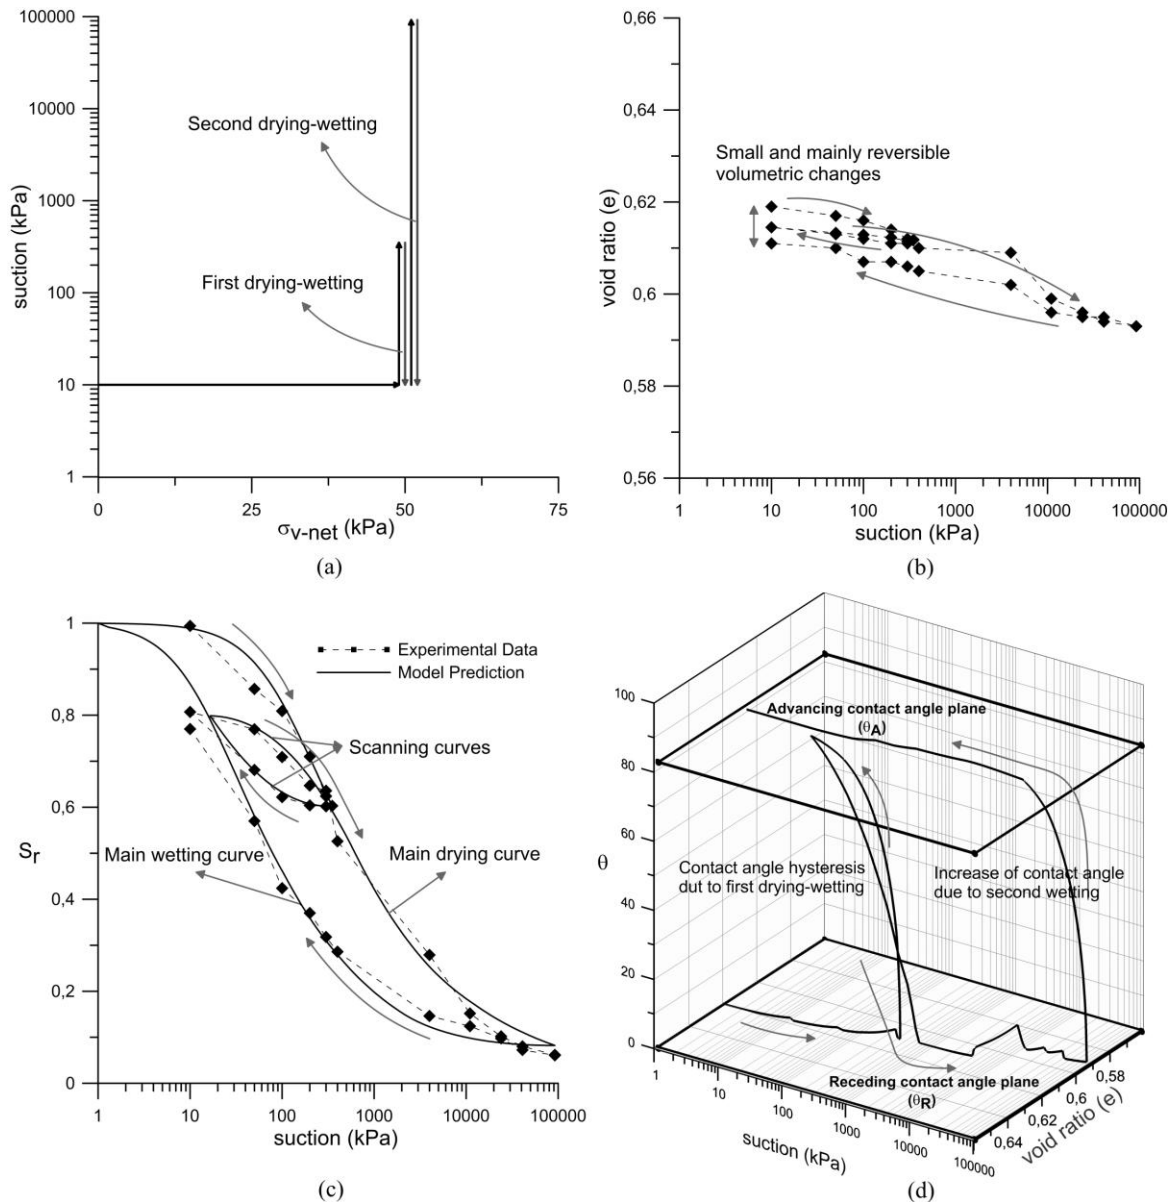 100000
10000
1000
100
10
1
suction (kPa)
Second drying-wetting
First drying-wetting
0
25
50
75
σv-net (kPa)
(a)
0,66
0,64
0,62
0,6
0,58
0,56
void ratio (e)
Small and mainly reversible
volumetric changes
1
10
100
1000
10000
100000
suction (kPa)
(b)
1
0,8
0,6
0,4
0,2
0
Sr
Experimental Data
Model Prediction
Scanning curves
Main wetting curve
Main drying curve
1
10
100
1000
10000
100000
suction (kPa)
(c)
100
80
60
40
20
0
θ
Advancing contact angle plane
(θA)
Contact angle hysteresis
dut to first drying-wetting
Increase of contact angle
due to second wetting
Receding contact angle plane
(θR)
1
10
100
1000
10000
100000
suction
(kPa)
0,64
0,62
0,6
0,58
void ratio (e)
(d)